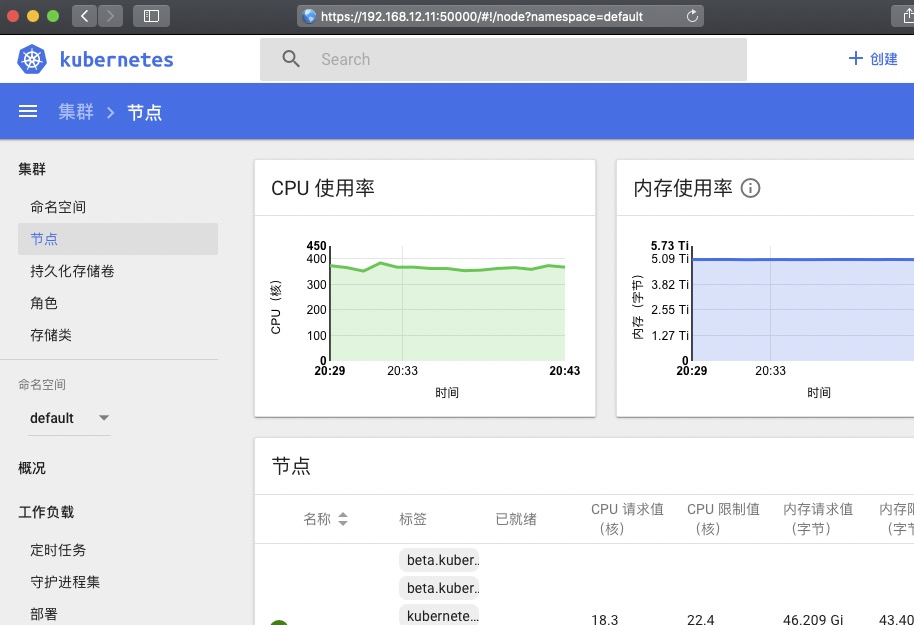 https://192.168.12.11:50000/#!/node?namespace=default
kubernetes
Search
创建
集群 > 节点
集群
命名空间
节点
持久化存储卷
角色
存储类
命名空间
default
概况
工作负载
定时任务
守护进程集
部署
CPU 使用率
450
400
300
200
100
0
CPU（核）
20:29 20:33 20:43
时间
内存使用率
5.73 Ti
5.09 Ti
3.82 Ti
2.55 Ti
1.27 Ti
0
内存（字节）
20:29 20:33
时间
节点
名称 标签 已就绪 CPU 请求值（核） CPU 限制值（核） 内存请求值（字节）
beta.kuber..
beta.kuber..
kubernete...
18.3 22.4 46.209 Gi 43.40